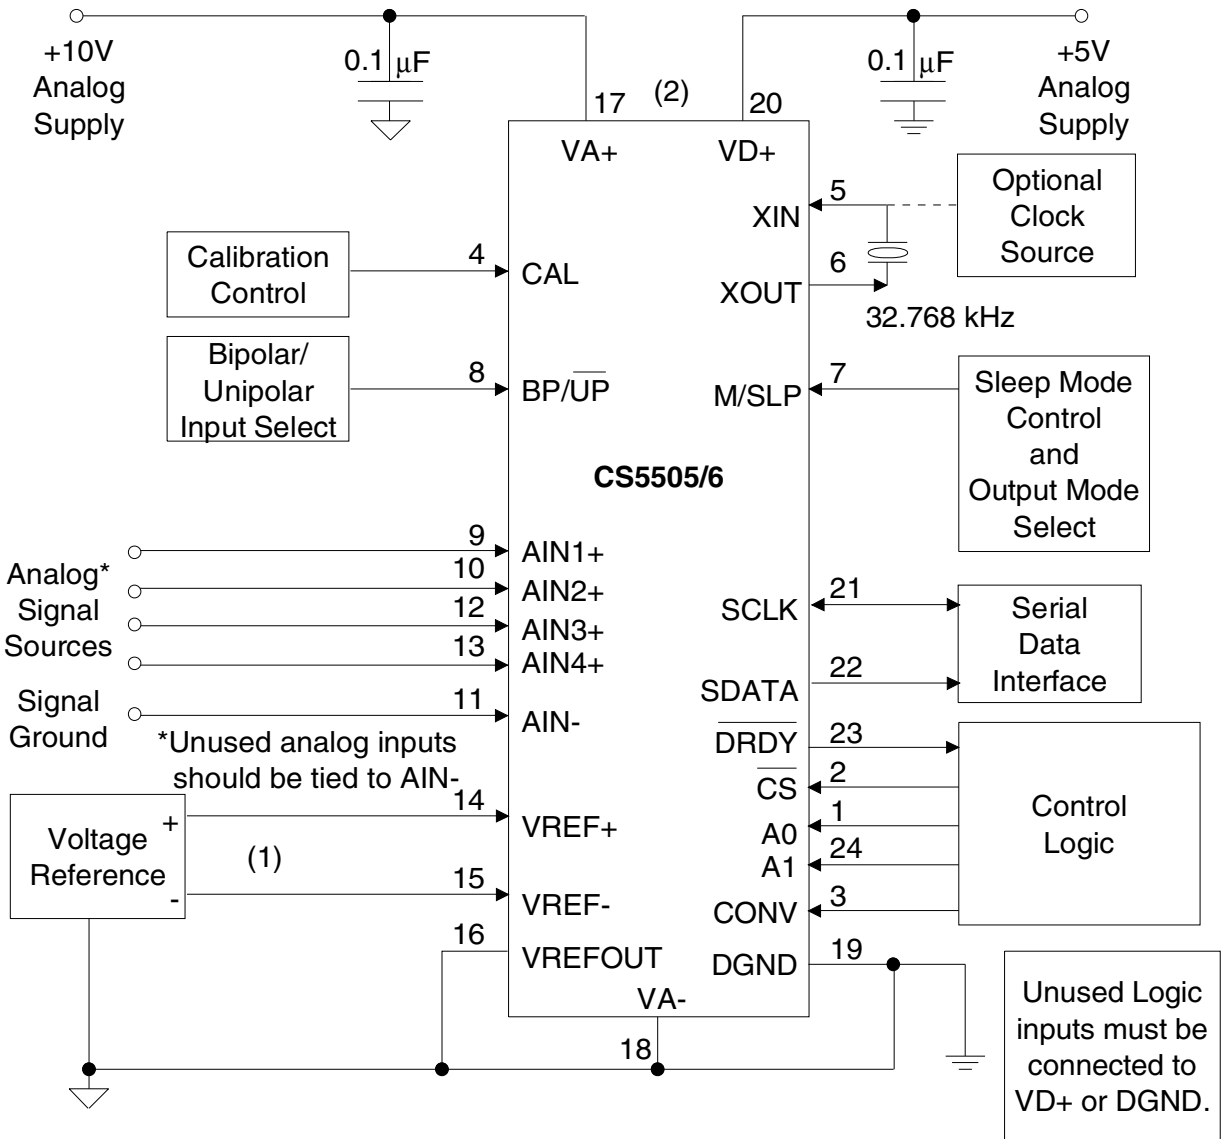 +10V
Analog
Supply
0.1 µF
17
(2)
20
0.1 µF
+5V
Analog
Supply
VA+
VD+
Calibration
Control
4
CAL
XIN
5
Optional
Clock
Source
XOUT
6
32.768 kHz
Bipolar/
Unipolar
Input Select
8
BP/U̅P̅
M/SLP
7
Sleep Mode
Control
and
Output Mode
Select
CS5505/6
Analog*
Signal
Sources
9
AIN1+
10
AIN2+
12
AIN3+
13
AIN4+
Signal
Ground
11
AIN-
*Unused analog inputs
should be tied to AIN-
SCLK
21
SDATA
22
Serial
Data
Interface
D̅R̅D̅Y̅
23
C̅S̅
2
A0
1
A1
24
CONV
3
Control
Logic
Voltage
Reference
+
-
(1)
14
VREF+
15
VREF-
16
VREFOUT
DGND
19
VA-
18
Unused Logic
inputs must be
connected to
VD+ or DGND.